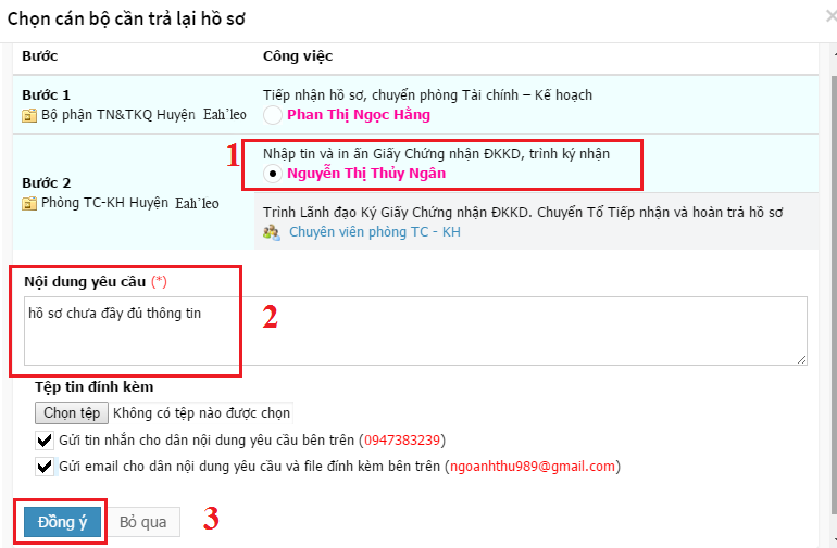 Chọn cán bộ cần trả lại hồ sơ
Bước Công việc
Bước 1
Bộ phận TN&TKQ Huyện Eah'leo
Tiếp nhận hồ sơ, chuyển phòng Tài chính – Kế hoạch
Phan Thị Ngọc Hằng
1
Bước 2
Phòng TC-KH Huyện Eah'leo
Nhập tin và in ấn Giấy Chứng nhận ĐKKD, trình ký nhận
Nguyễn Thị Thủy Ngân
Trình Lãnh đạo Ký Giấy Chứng nhận ĐKKD. Chuyển Tổ Tiếp nhận và hoàn trả hồ sơ
Chuyên viên phòng TC - KH
Nội dung yêu cầu (*)
hồ sơ chưa đầy đủ thông tin
2
Tệp tin đính kèm
Chọn tệp Không có tệp nào được chọn
Gửi tin nhắn cho dân nội dung yêu cầu bên trên (0947383239)
Gửi email cho dân nội dung yêu cầu và file đính kèm bên trên (ngoanhthu989@gmail.com)
Đồng ý Bỏ qua 3